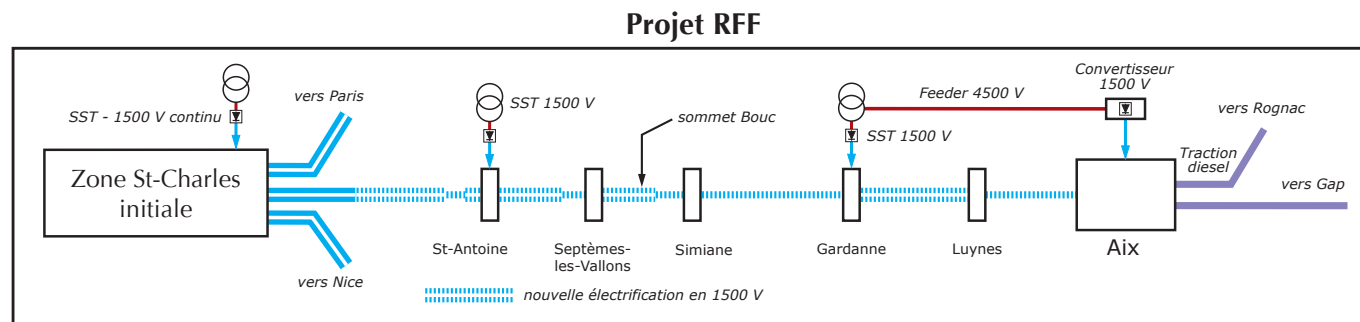 Projet RFF
SST - 1500 V continu
vers Paris
SST 1500 V
sommet Bouc
Feeder 4500 V
SST 1500 V
Convertisseur
1500 V
vers Rognac
Traction
diesel
vers Gap
Zone St-Charles
initiale
vers Nice
St-Antoine
Septèmes-
les-Vallons
Simiane
Gardanne
Luynes
Aix
nouvelle électrification en 1500 V